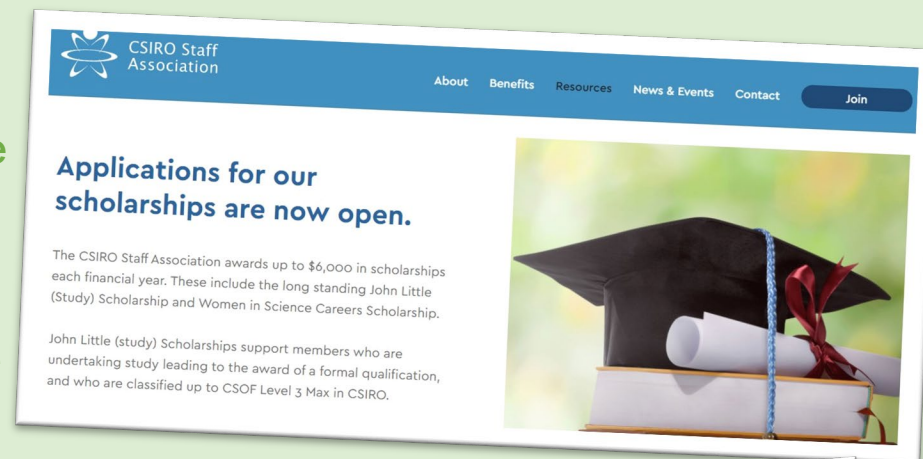 CSIRO Staff
Association
About Benefits Resources News & Events Contact Join
Applications for our
scholarships are now open.
The CSIRO Staff Association awards up to $6,000 in scholarships
each financial year. These include the long standing John Little
(Study) Scholarship and Women in Science Careers Scholarship.
John Little (study) Scholarships support members who are
undertaking study leading to the award of a formal qualification,
and who are classified up to CSOF Level 3 Max in CSIRO.